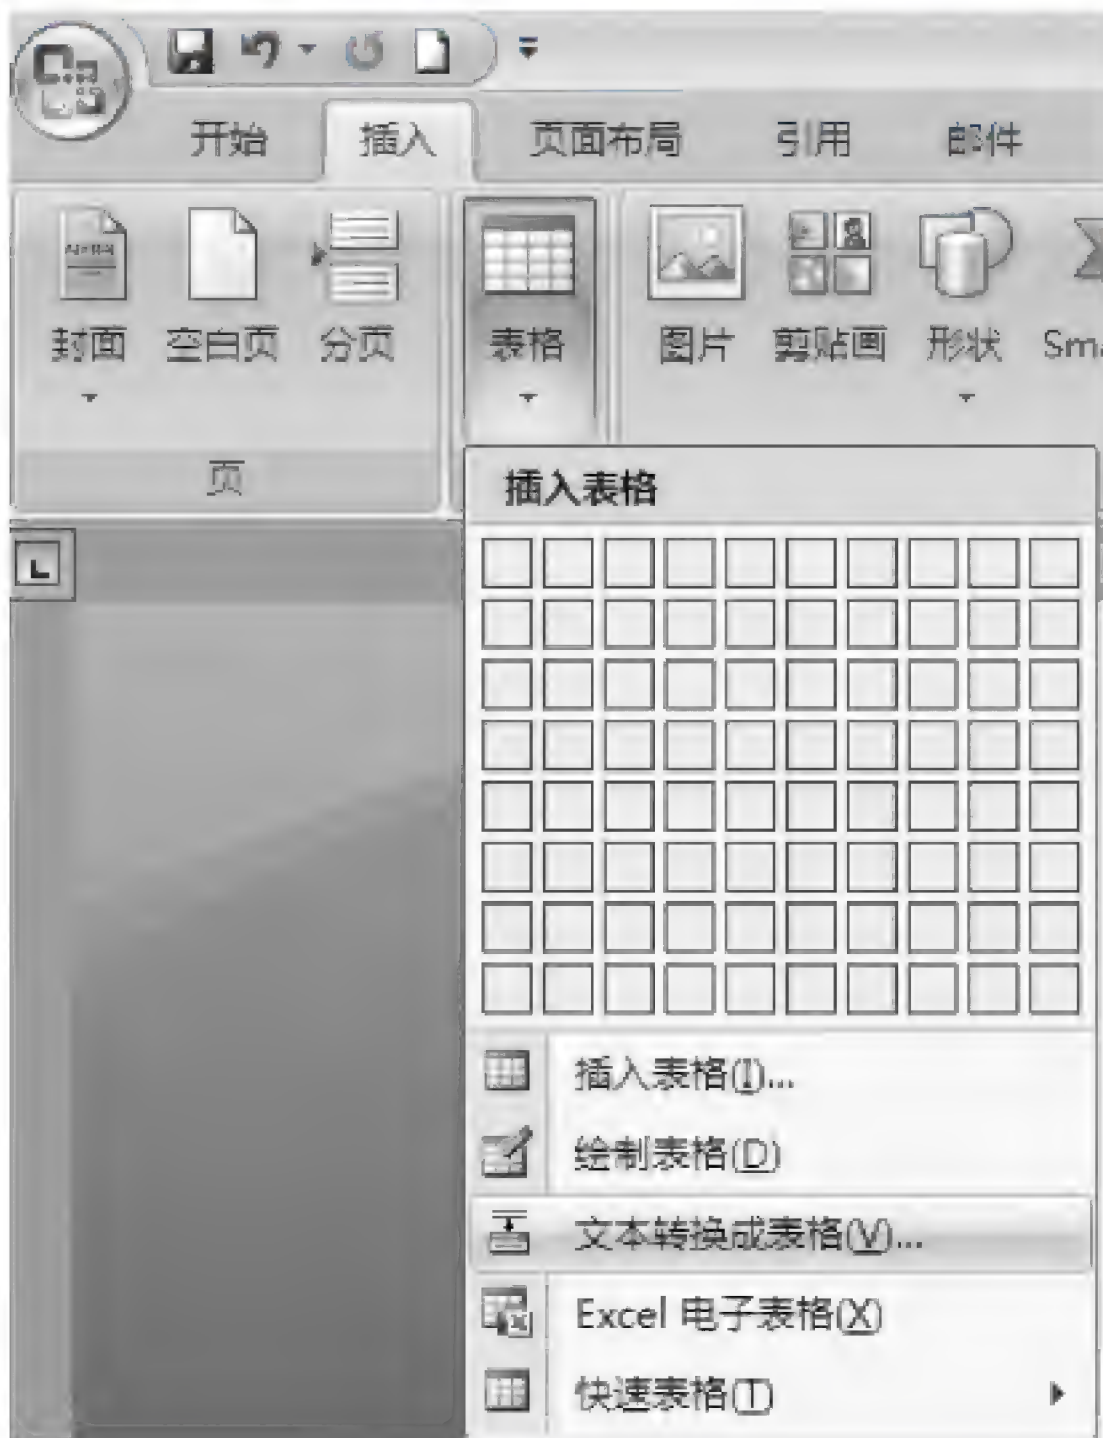 开始 插入 页面布局 引用 邮件
封面 空白页 分页 表格 图片 剪贴画 形状 Sm
页
插入表格
插入表格(I)...
绘制表格(D)
文本转换成表格(V)...
Excel 电子表格(X)
快速表格(T)